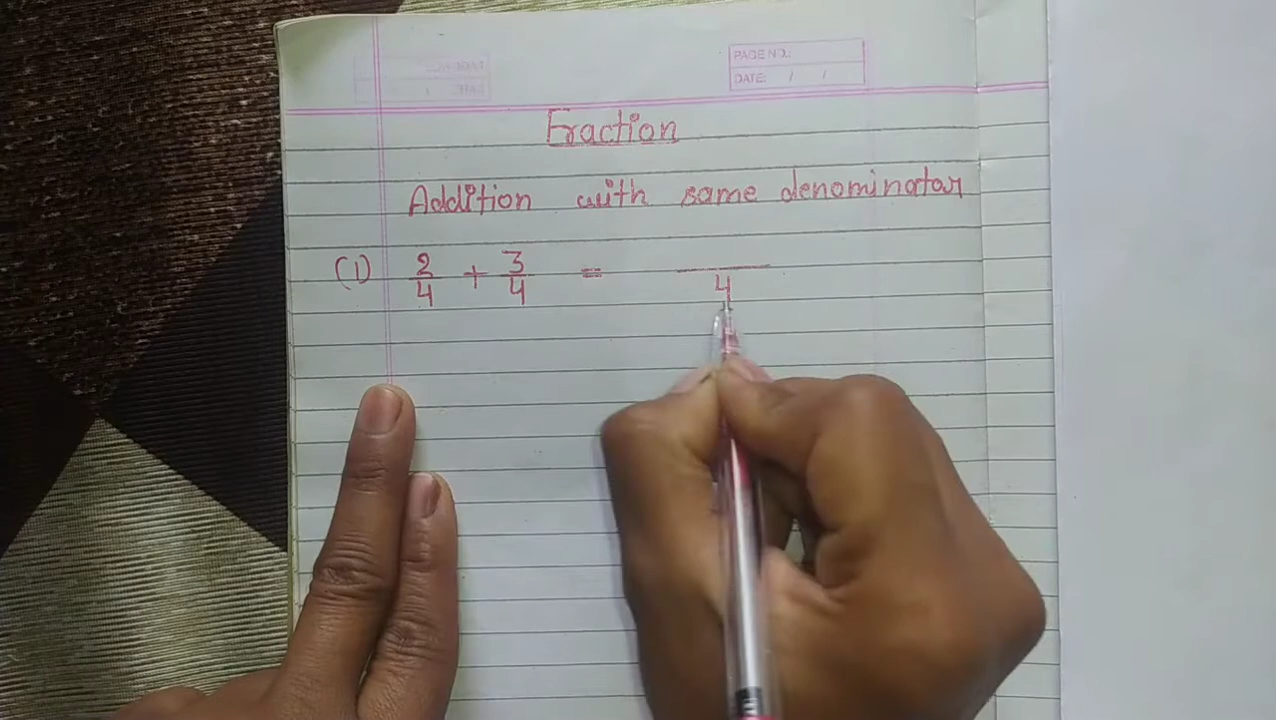 PAGE NO.:
DATE: / /
Fraction
Addition with same denominator
(1) 2/4 + 3/4 = /4